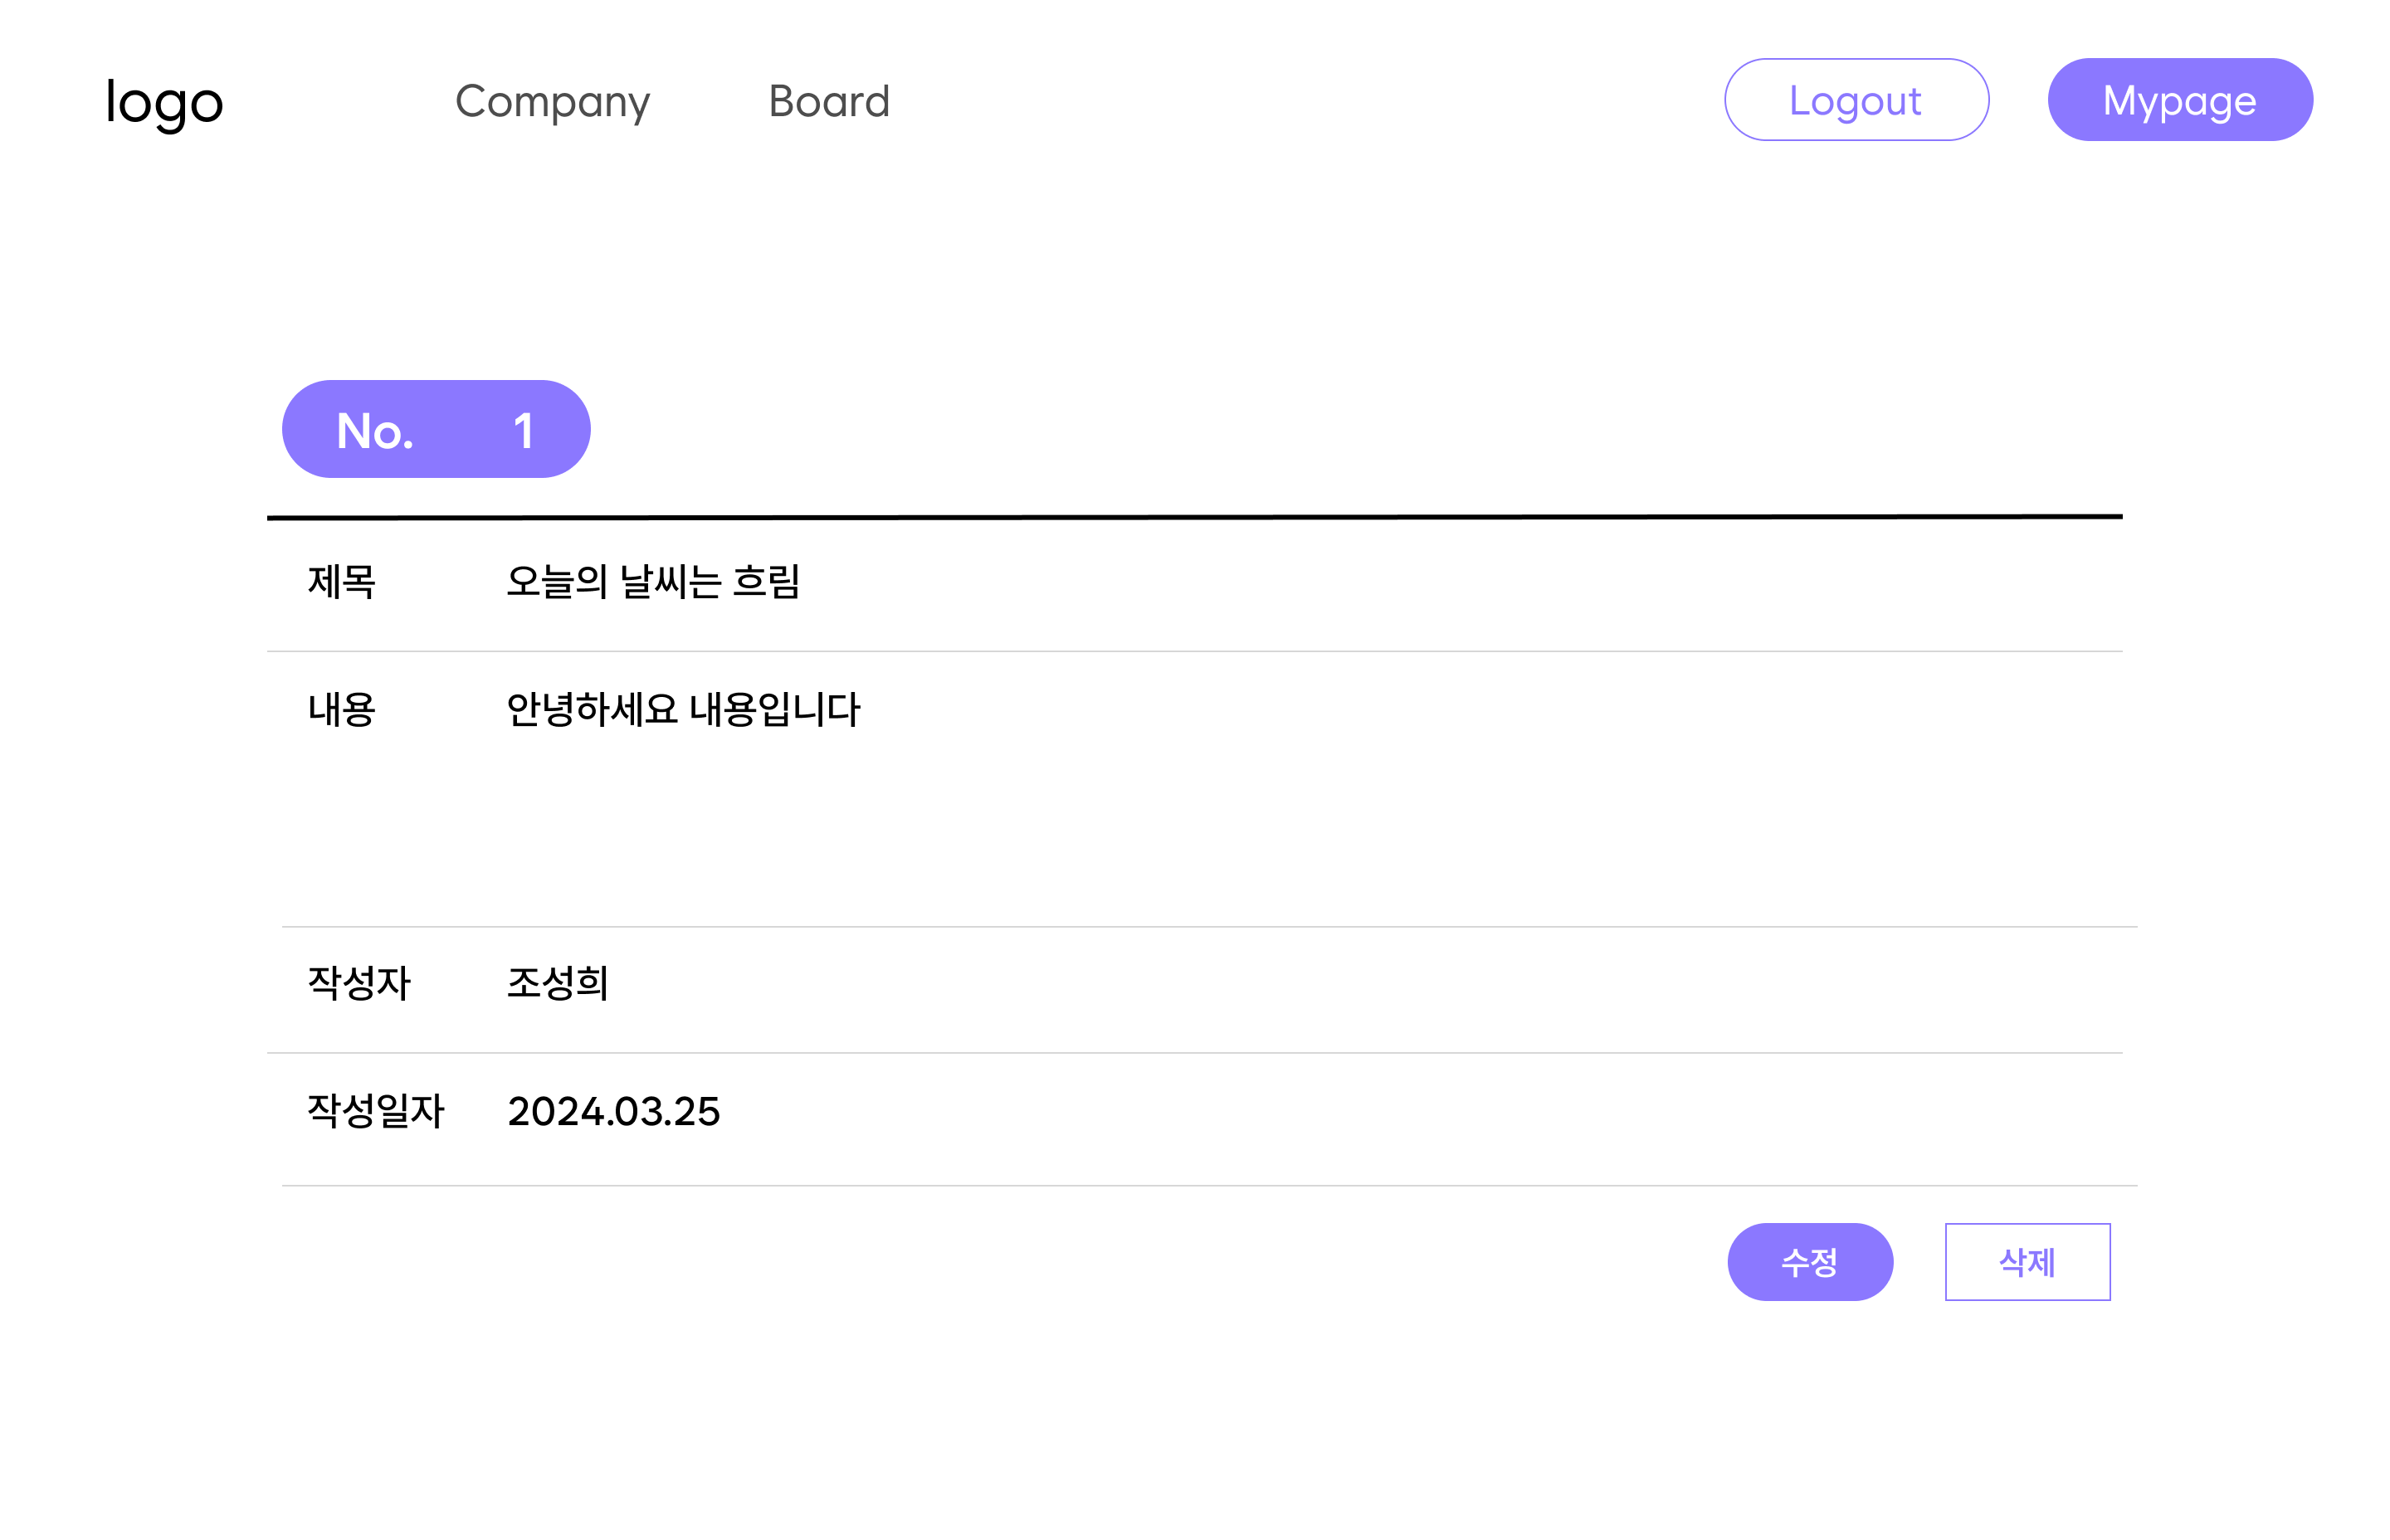 logo Company Board Logout Mypage
No. 1
제목 오늘의 날씨는 흐림
내용 안녕하세요 내용입니다
작성자 조성희
작성일자 2024.03.25
수정 삭제